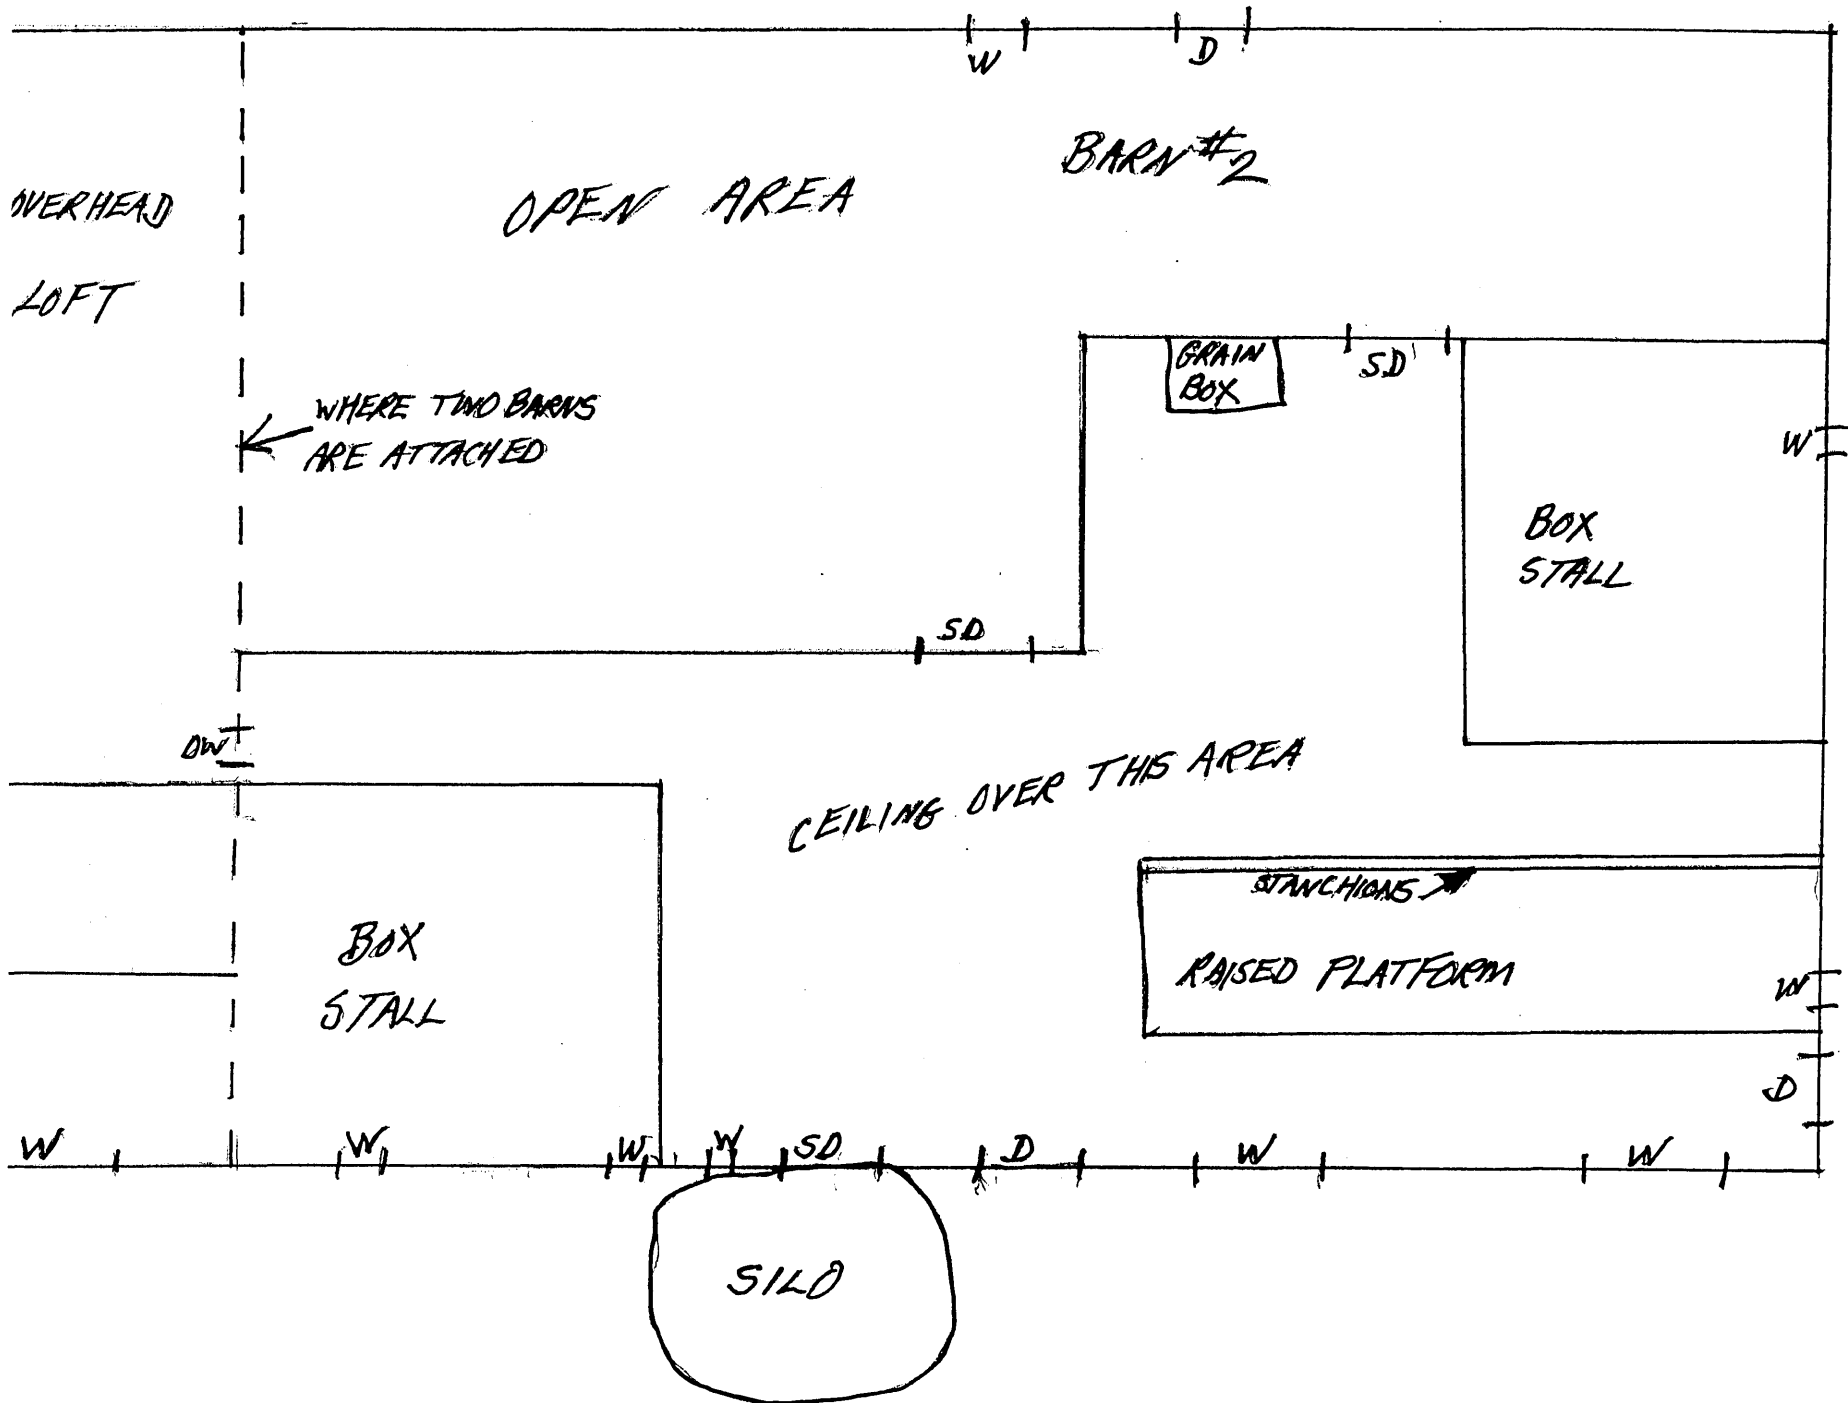 W
D
BARN #2
OVERHEAD
LOFT
OPEN AREA
GRAIN
BOX
SD
WHERE TWO BARNS
ARE ATTACHED
W
BOX
STALL
SD
DW
CEILING OVER THIS AREA
STANCHIONS
RAISED PLATFORM
W
BOX
STALL
D
W
W
W
W
SD
D
W
W
SILO